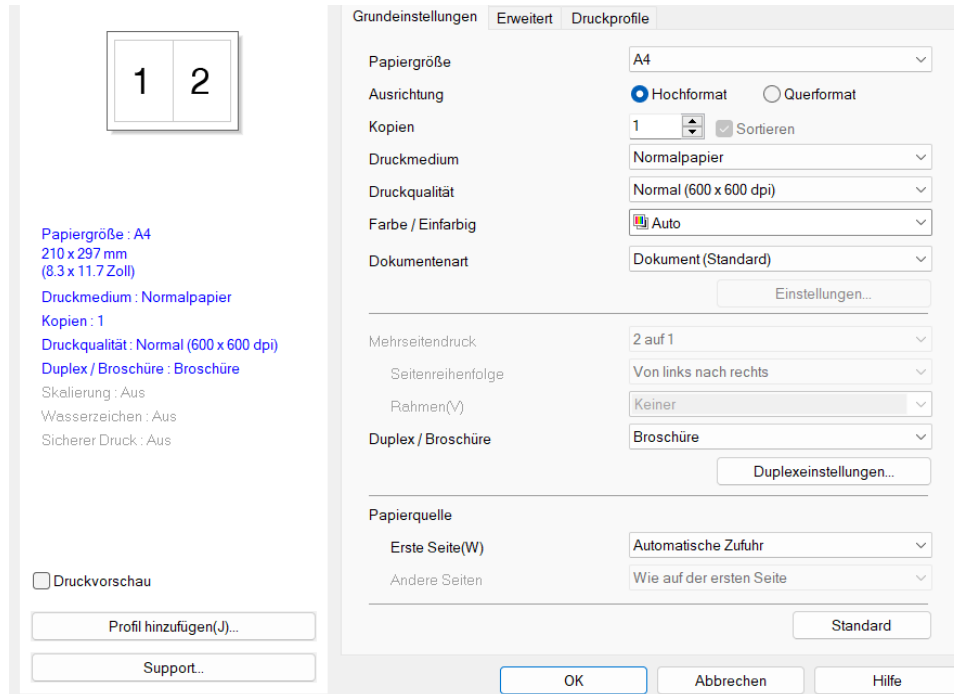 Grundeinstellungen Erweitert Druckprofile
1 2
Papiergröße A4
Ausrichtung Hochformat Querformat
Kopien 1 Sortieren
Druckmedium Normalpapier
Druckqualität Normal (600 x 600 dpi)
Farbe / Einfarbig Auto
Dokumentenart Dokument (Standard)
Einstellungen...
Mehrseitendruck 2 auf 1
Seitenreihenfolge Von links nach rechts
Rahmen(V) Keiner
Duplex / Broschüre Broschüre
Duplexeinstellungen...
Papierquelle
Erste Seite(W) Automatische Zufuhr
Andere Seiten Wie auf der ersten Seite
Standard
Papiergröße : A4
210 x 297 mm
(8.3 x 11.7 Zoll)
Druckmedium : Normalpapier
Kopien : 1
Druckqualität : Normal (600 x 600 dpi)
Duplex / Broschüre : Broschüre
Skalierung : Aus
Wasserzeichen : Aus
Sicherer Druck : Aus
Druckvorschau
Profil hinzufügen(J)...
Support...
OK Abbrechen Hilfe